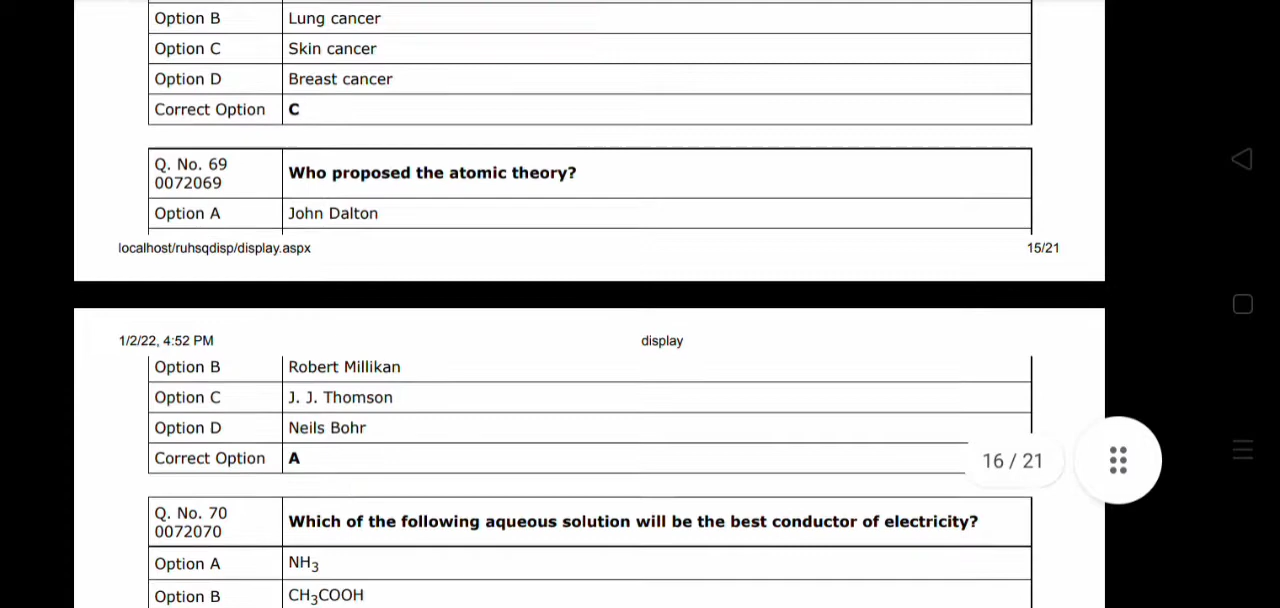 Option B Lung cancer
Option C Skin cancer
Option D Breast cancer
Correct Option C
Q. No. 69
0072069
Who proposed the atomic theory?
Option A John Dalton
localhost/ruhsqdisp/display.aspx 15/21
1/2/22, 4:52 PM display
Option B Robert Millikan
Option C J. J. Thomson
Option D Neils Bohr
Correct Option A
16 / 21
Q. No. 70
0072070
Which of the following aqueous solution will be the best conductor of electricity?
Option A NH3
Option B CH3COOH